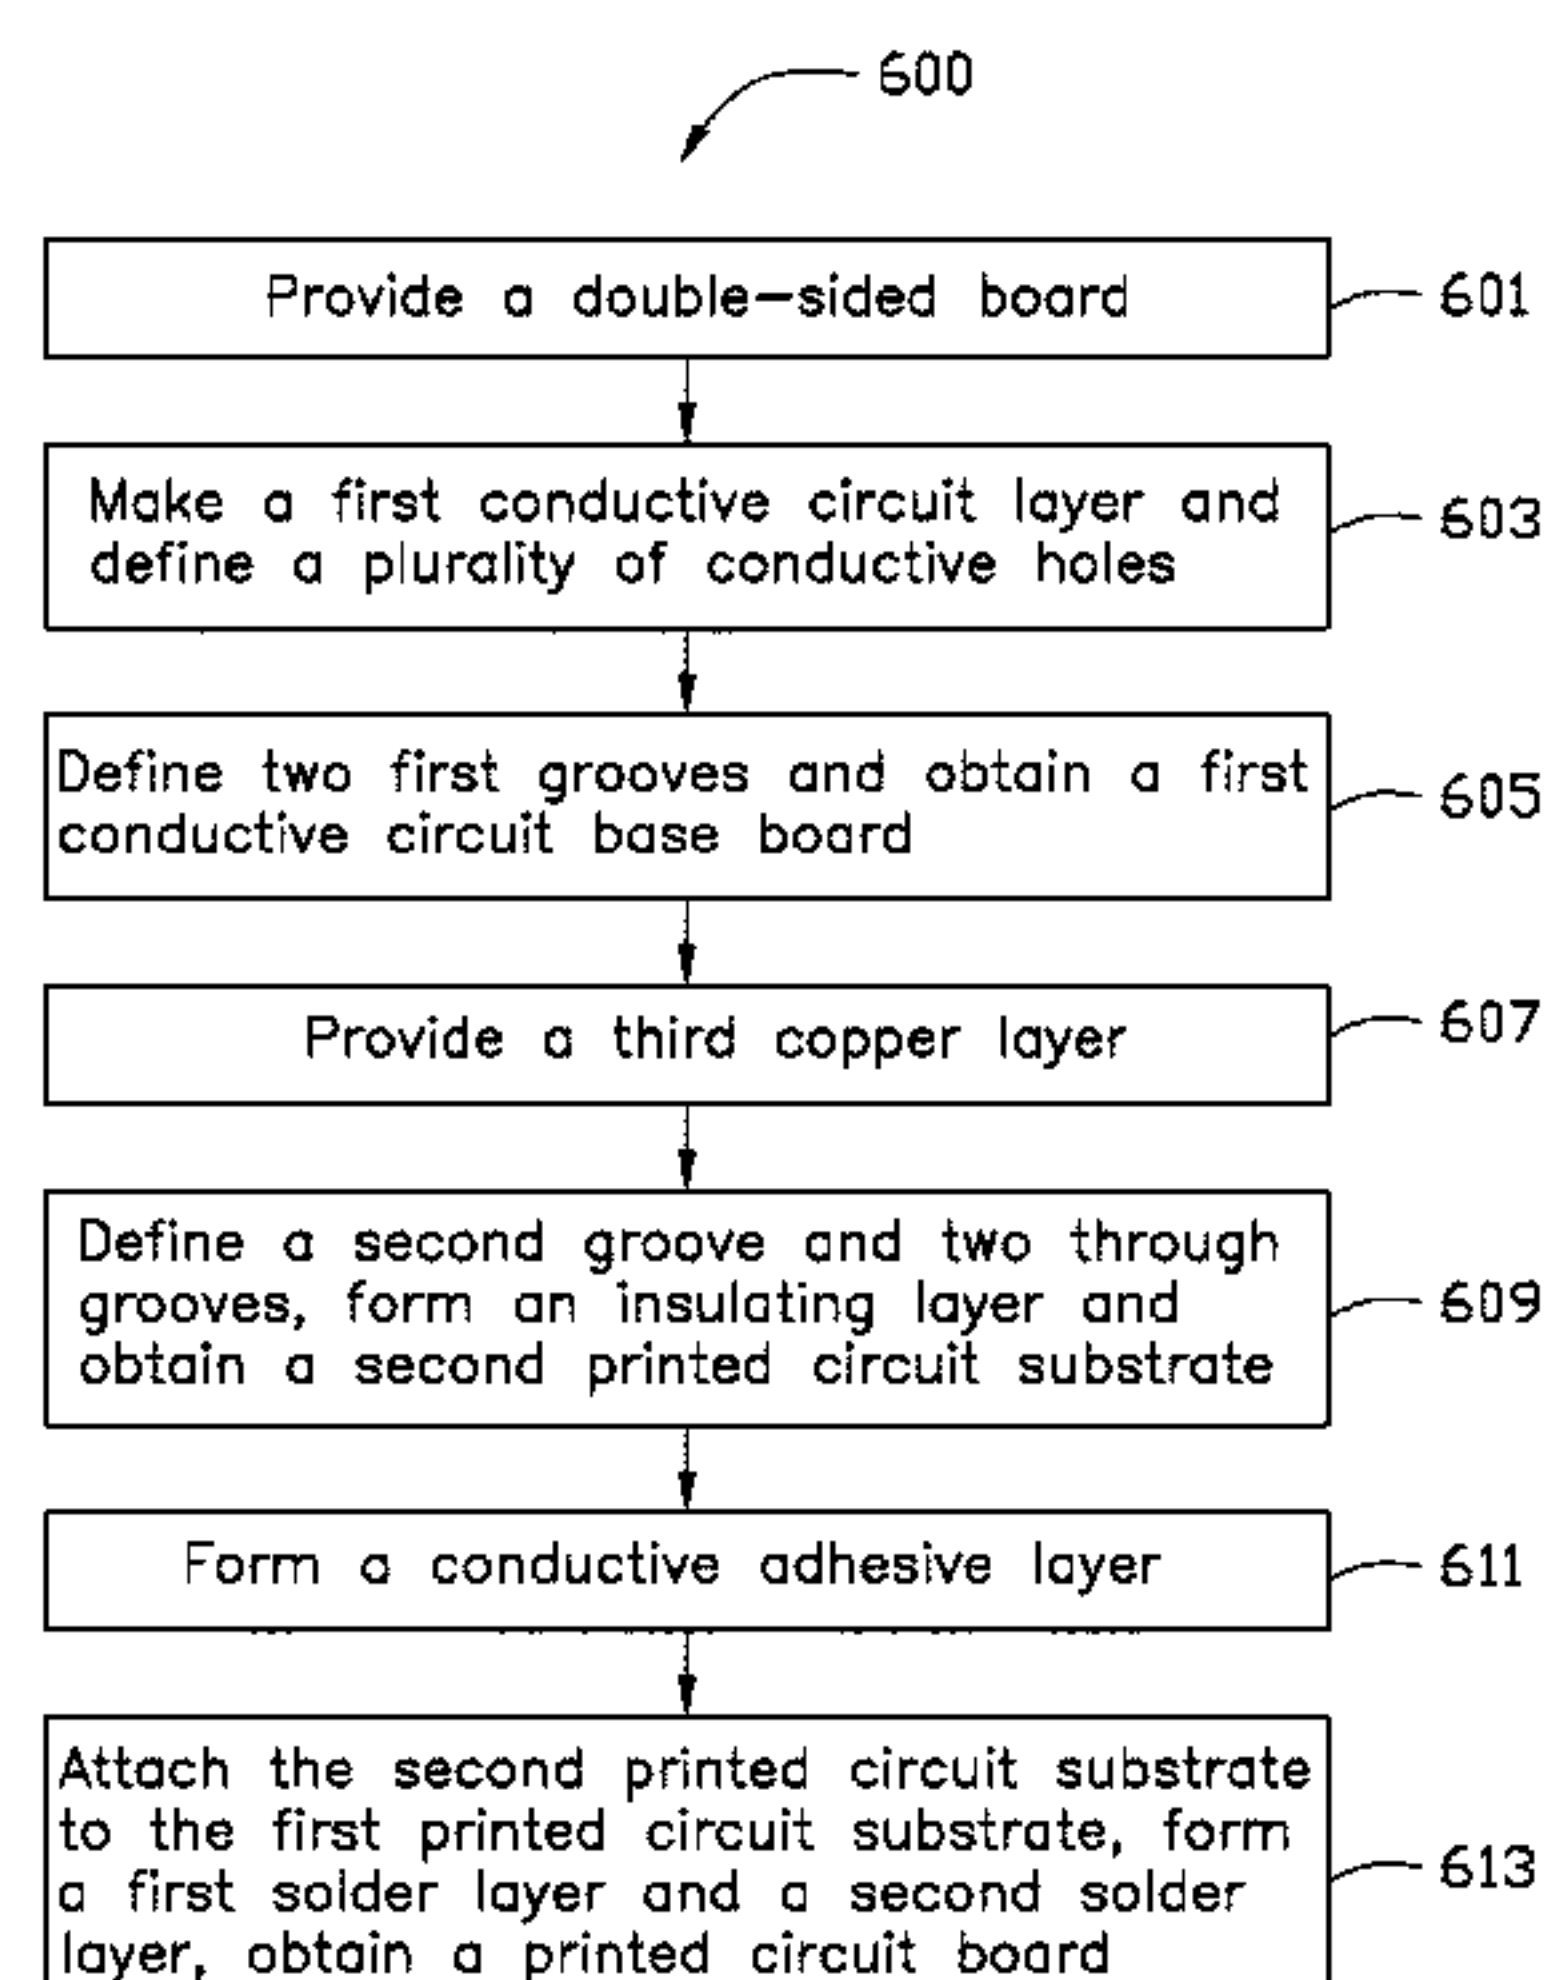 600
Provide a double-sided board
601
Make a first conductive circuit layer and
define a plurality of conductive holes
603
Define two first grooves and obtain a first
conductive circuit base board
605
Provide a third copper layer
607
Define a second groove and two through
grooves, form an insulating layer and
obtain a second printed circuit substrate
609
Form a conductive adhesive layer
611
Attach the second printed circuit substrate
to the first printed circuit substrate, form
a first solder layer and a second solder
layer, obtain a printed circuit board
613